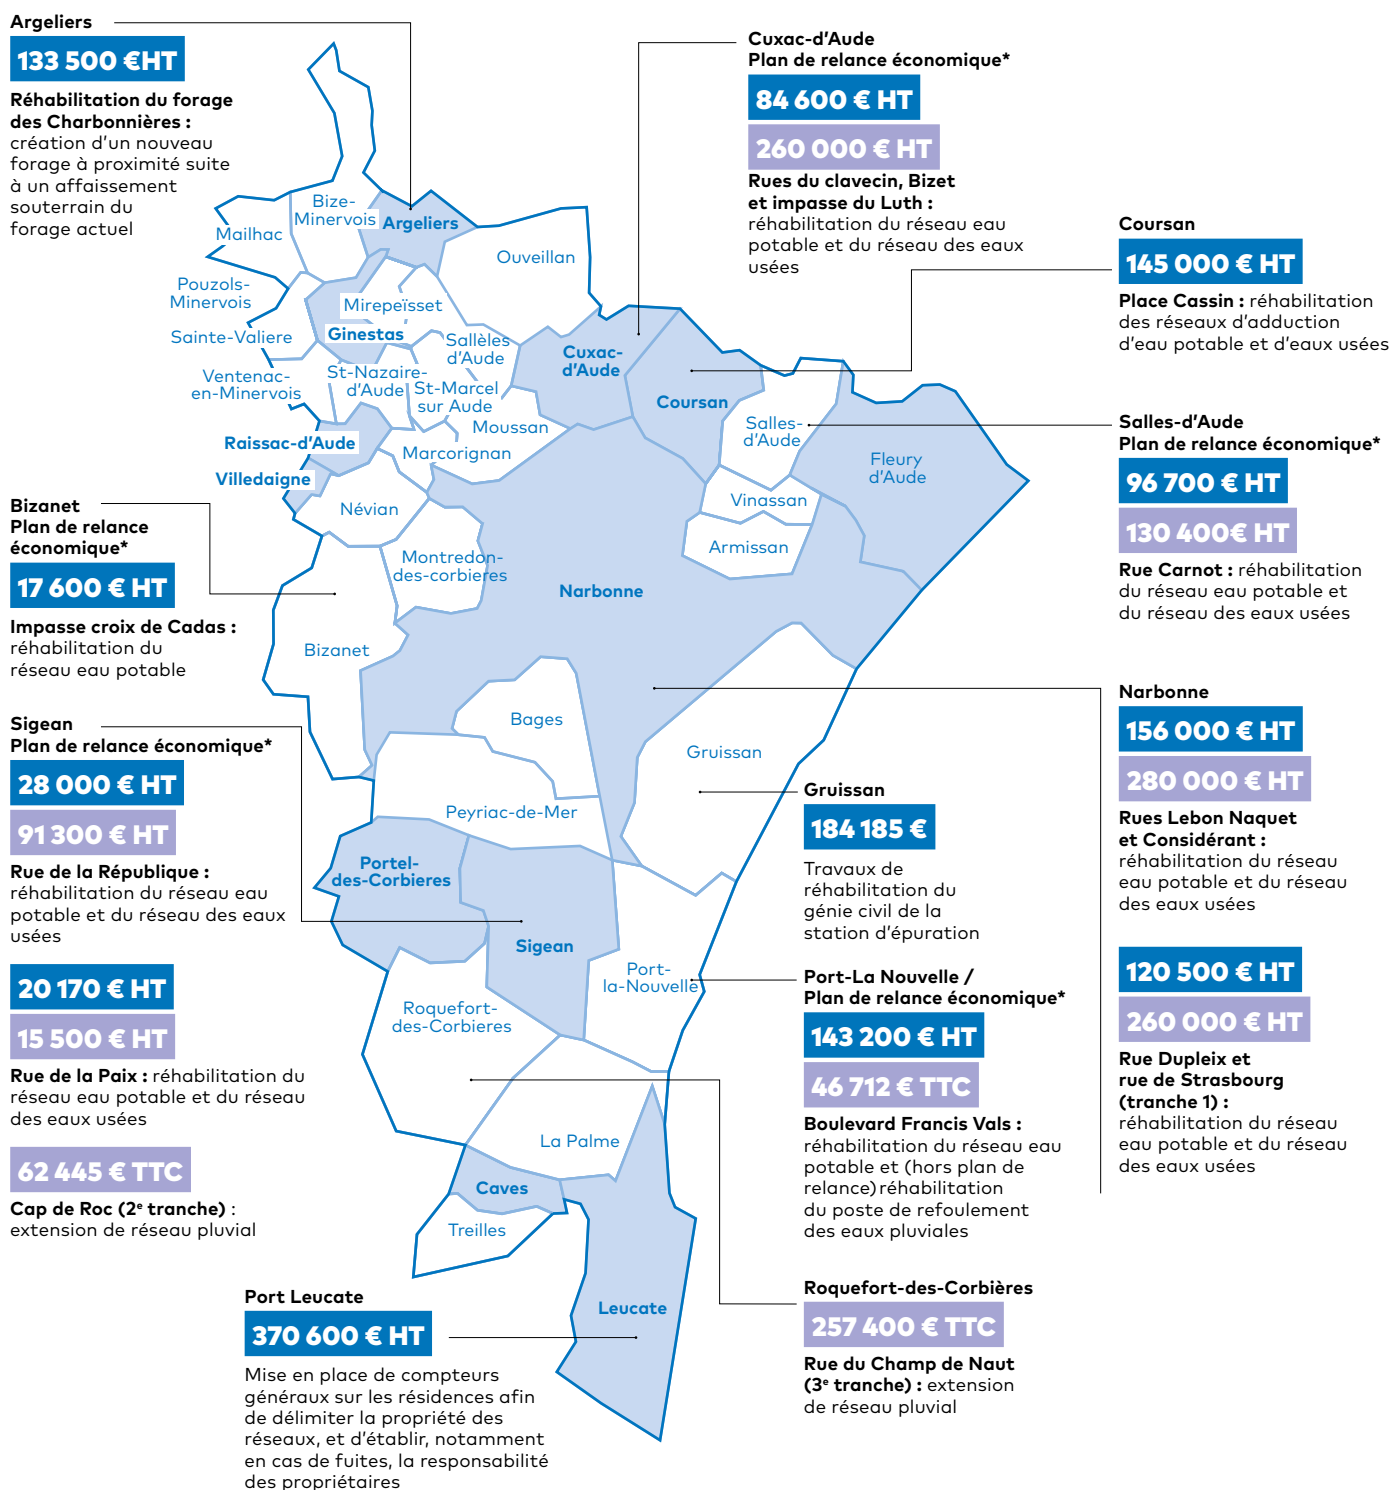 Argeliers
133 500 €HT
Réhabilitation du forage
des Charbonnières :
création d'un nouveau
forage à proximité suite
à un affaissement
souterrain du
forage actuel
Cuxac-d'Aude
Plan de relance économique*
84 600 € HT
260 000 € HT
Rues du clavecin, Bizet
et impasse du Luth :
réhabilitation du réseau eau
potable et du réseau des eaux
usées
Coursan
145 000 € HT
Place Cassin : réhabilitation
des réseaux d'adduction
d'eau potable et d'eaux usées
Salles-d'Aude
Plan de relance économique*
96 700 € HT
130 400€ HT
Rue Carnot : réhabilitation
du réseau eau potable et
du réseau des eaux usées
Narbonne
156 000 € HT
280 000 € HT
Rues Lebon Naquet
et Considérant :
réhabilitation du réseau
eau potable et du réseau
des eaux usées
120 500 € HT
260 000 € HT
Rue Dupleix et
rue de Strasbourg
(tranche 1) :
réhabilitation du réseau
eau potable et du réseau
des eaux usées
Bizanet
Plan de relance
économique*
17 600 € HT
Impasse croix de Cadas :
réhabilitation du
réseau eau potable
Sigean
Plan de relance économique*
28 000 € HT
91 300 € HT
Rue de la République :
réhabilitation du réseau eau
potable et du réseau des eaux
usées
20 170 € HT
15 500 € HT
Rue de la Paix : réhabilitation du
réseau eau potable et du réseau
des eaux usées
62 445 € TTC
Cap de Roc (2e tranche) :
extension de réseau pluvial
Gruissan
184 185 €
Travaux de
réhabilitation du
génie civil de la
station d'épuration
Port-La Nouvelle /
Plan de relance économique*
143 200 € HT
46 712 € TTC
Boulevard Francis Vals :
réhabilitation du réseau eau
potable et (hors plan de
relance) réhabilitation
du poste de refoulement
des eaux pluviales
Roquefort-des-Corbières
257 400 € TTC
Rue du Champ de Naut
(3e tranche) : extension
de réseau pluvial
Port Leucate
370 600 € HT
Mise en place de compteurs
généraux sur les résidences afin
de délimiter la propriété des
réseaux, et d'établir, notamment
en cas de fuites, la responsabilité
des propriétaires
Bize-
Minervois
Argeliers
Mailhac
Ouveillan
Pouzols-
Minervois
Mirepeïsset
Sainte-Valiere
Ginestas
Sallèles
d'Aude
Cuxac-
d'Aude
Ventenac-
en-Minervois
St-Nazaire-
d'Aude
St-Marcel
sur Aude
Coursan
Moussan
Salles-
d'Aude
Raissac-d'Aude
Marcorignan
Fleury
d'Aude
Villedaigne
Névian
Vinassan
Armissan
Montredon-
des-corbieres
Narbonne
Bizanet
Bages
Gruissan
Peyriac-de-Mer
Portel-
des-Corbieres
Sigean
Port-
la-Nouvelle
Roquefort-
des-Corbieres
La Palme
Caves
Treilles
Leucate